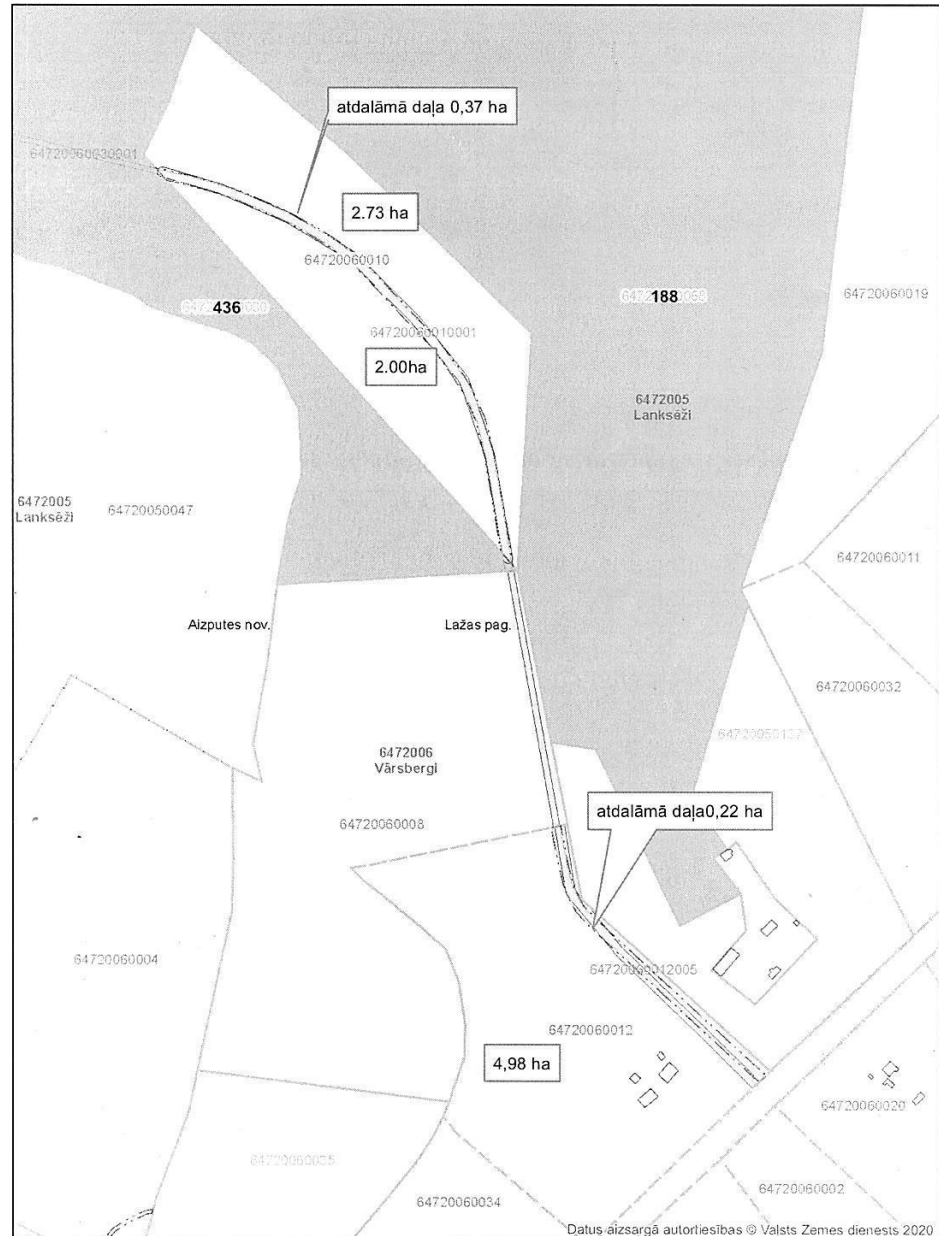 atdalāmā daļa 0,37 ha
64720060030001
2.73 ha
64720060010
436
188
64720060019
64720060010001
2.00ha
6472005
Lanksēži
6472005
Lanksēži
64720050047
64720060011
Aizputes nov.
Lažas pag.
64720060032
6472006
Vārsbergi
atdalāmā daļa0,22 ha
64720060008
64720060004
64720060012005
64720060012
4,98 ha
64720060020
64720060034
64720060002
Datus aizsargā autortiesības © Valsts Zemes dienests 2020